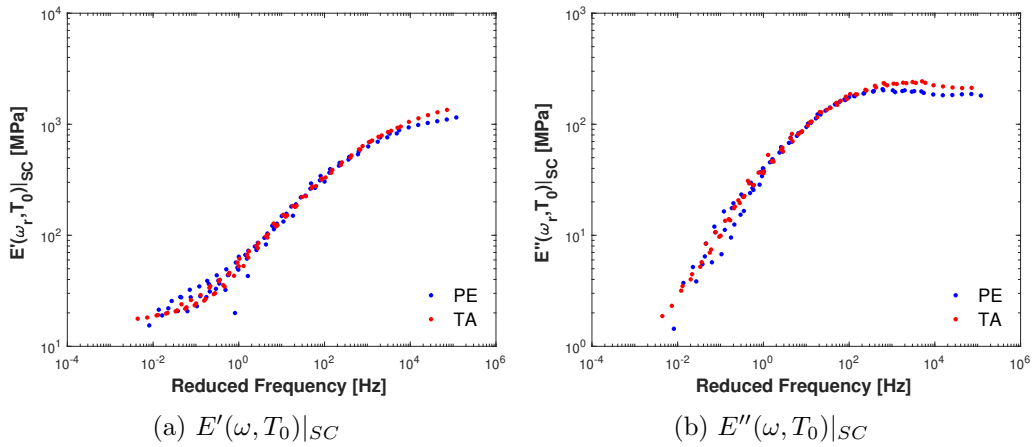 10^4
10^3
10^2
10^1
E'(ω_r,T_0)|_SC [MPa]
10^-4 10^-2 10^0 10^2 10^4 10^6
Reduced Frequency [Hz]
PE
TA
(a) E′(ω, T_0)|_SC
10^3
10^2
10^1
10^0
E''(ω_r,T_0)|_SC [MPa]
10^-4 10^-2 10^0 10^2 10^4 10^6
Reduced Frequency [Hz]
PE
TA
(b) E′′(ω, T_0)|_SC